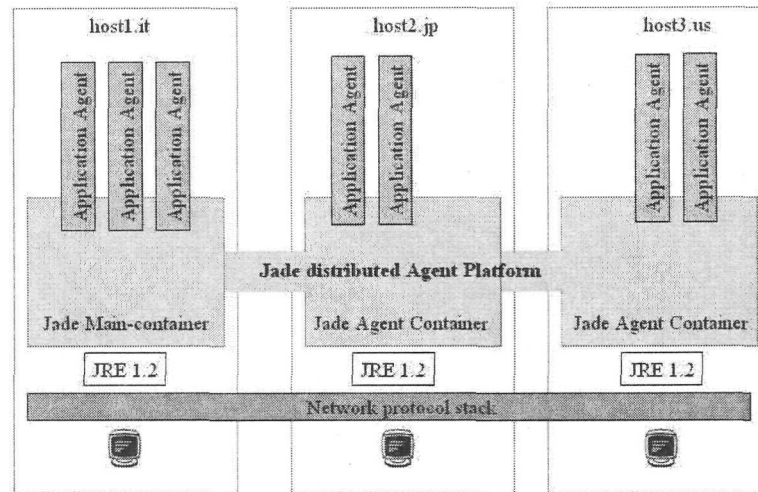 host1.it
host2.jp
host3.us
Application Agent
Application Agent
Application Agent
Application Agent
Application Agent
Application Agent
Application Agent
Jade distributed Agent Platform
Jade Main-container
Jade Agent Container
Jade Agent Container
JRE 1.2
JRE 1.2
JRE 1.2
Network protocol stack